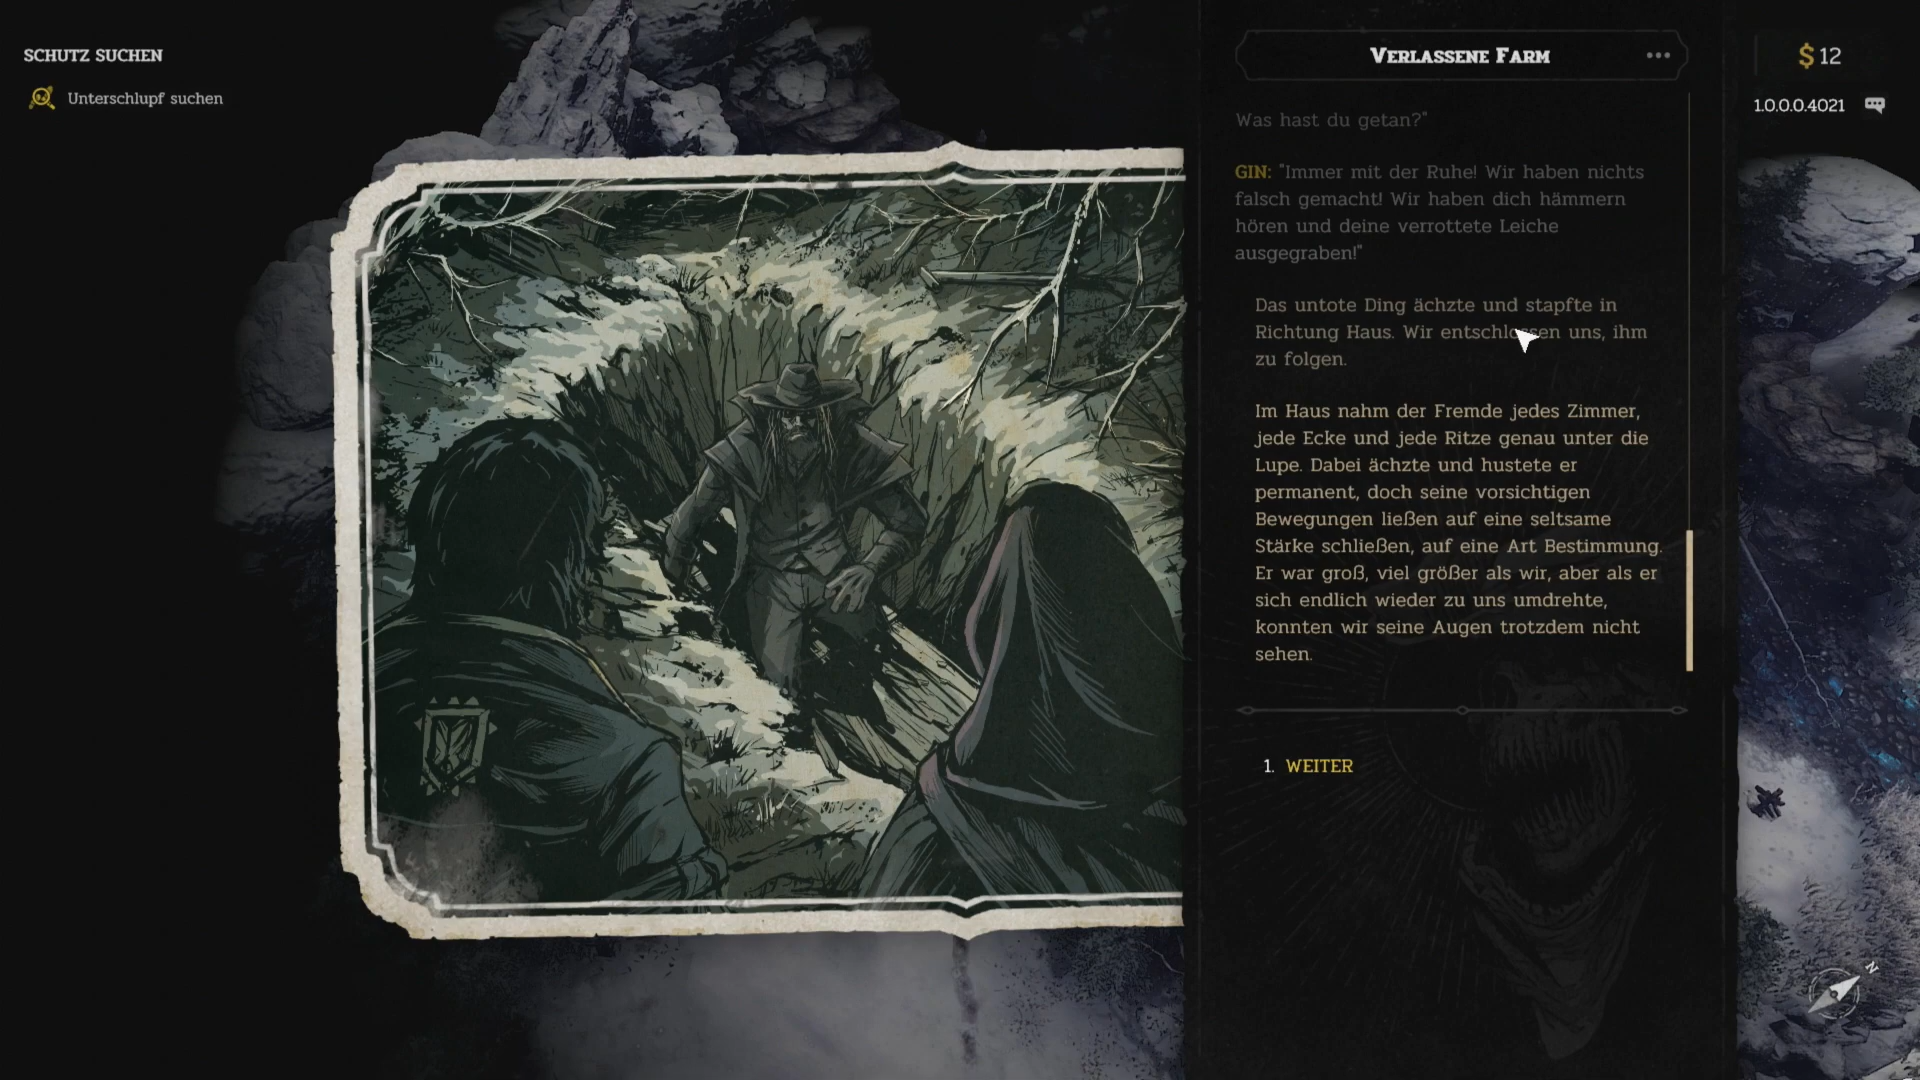 SCHUTZ SUCHEN
Unterschlupf suchen
VERLASSENE FARM
$ 12
1.0.0.0.4021
Was hast du getan?"
GIN: "Immer mit der Ruhe! Wir haben nichts
falsch gemacht! Wir haben dich hämmern
hören und deine verrottete Leiche
ausgegraben!"
Das untote Ding ächzte und stapfte in
Richtung Haus. Wir entschlossen uns, ihm
zu folgen.
Im Haus nahm der Fremde jedes Zimmer,
jede Ecke und jede Ritze genau unter die
Lupe. Dabei ächzte und hustete er
permanent, doch seine vorsichtigen
Bewegungen ließen auf eine seltsame
Stärke schließen, auf eine Art Bestimmung.
Er war groß, viel größer als wir, aber als er
sich endlich wieder zu uns umdrehte,
konnten wir seine Augen trotzdem nicht
sehen.
1. WEITER
N